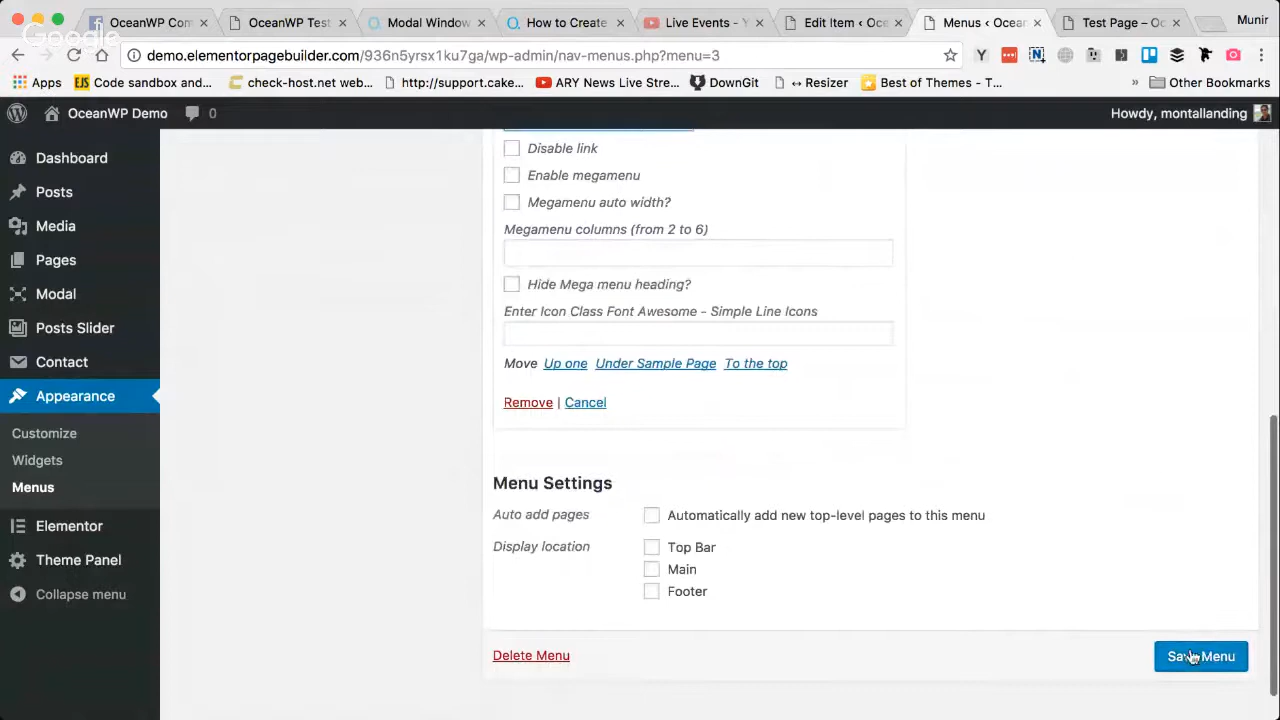 OceanWP Com
OceanWP Test
Modal Window
How to Create
Live Events - Y
Edit Item ‹ Oce
Menus ‹ Ocean
Test Page – Oc
Munir
Google
demo.elementorpagebuilder.com/936n5yrsx1ku7ga/wp-admin/nav-menus.php?menu=3
Apps
Code sandbox and...
check-host.net web...
http://support.cake...
ARY News Live Stre...
DownGit
↔ Resizer
Best of Themes - T...
»
Other Bookmarks
OceanWP Demo
0
Howdy, montallanding
Dashboard
Posts
Media
Pages
Modal
Posts Slider
Contact
Appearance
Customize
Widgets
Menus
Elementor
Theme Panel
Collapse menu
Disable link
Enable megamenu
Megamenu auto width?
Megamenu columns (from 2 to 6)
Hide Mega menu heading?
Enter Icon Class Font Awesome - Simple Line Icons
Move Up one Under Sample Page To the top
Remove | Cancel
Menu Settings
Auto add pages
Automatically add new top-level pages to this menu
Display location
Top Bar
Main
Footer
Delete Menu
Save Menu